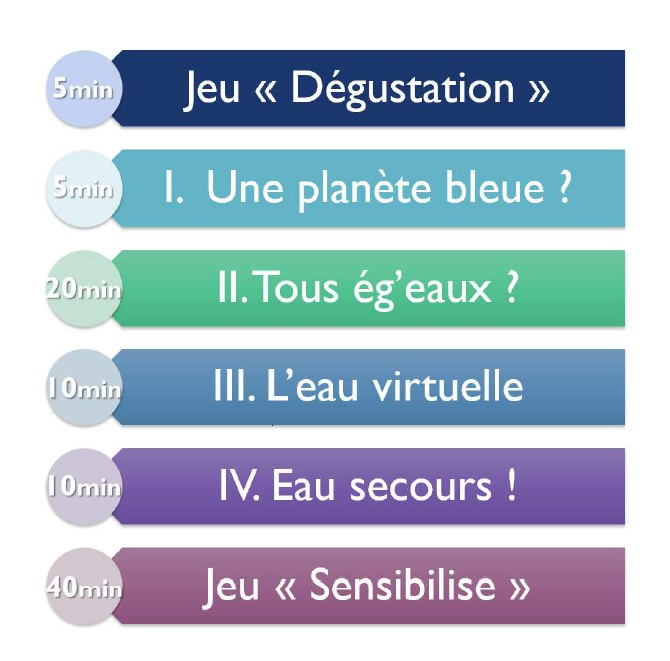 5min
Jeu « Dégustation »
5min
I. Une planète bleue ?
20min
II. Tous ég’eaux ?
10min
III. L’eau virtuelle
10min
IV. Eau secours !
40min
Jeu « Sensibilise »